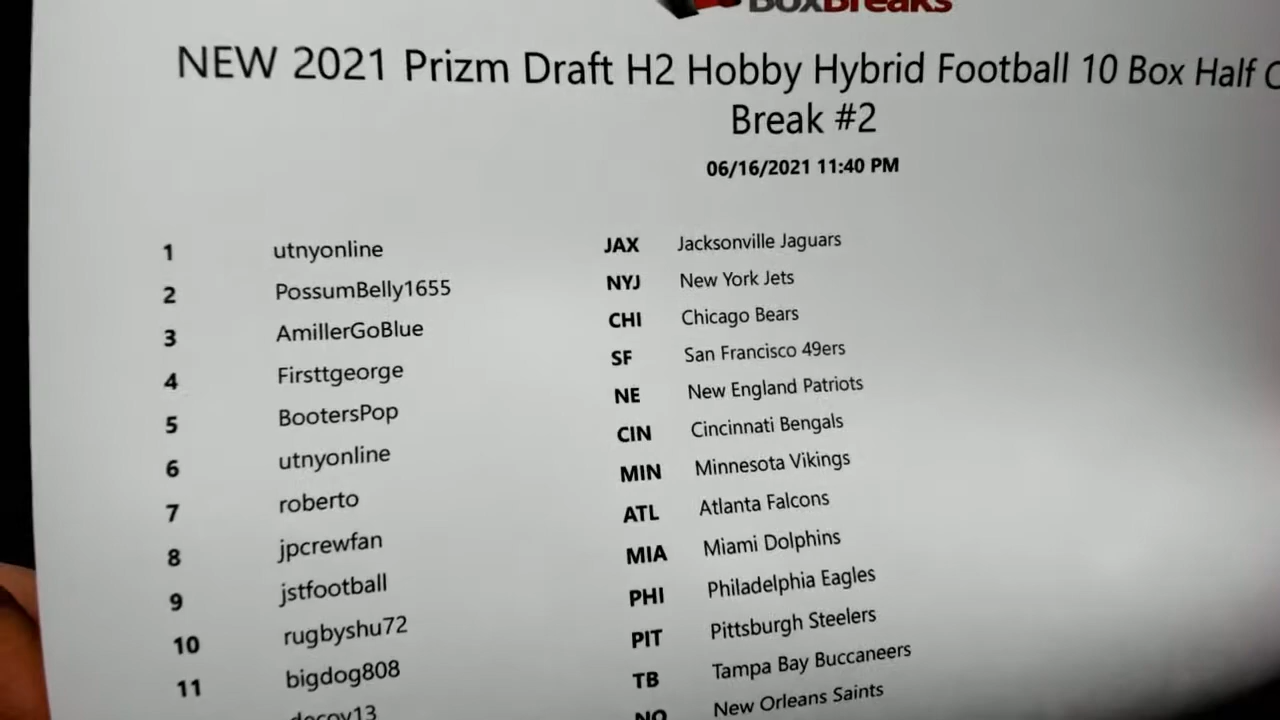 BoxBreaks
NEW 2021 Prizm Draft H2 Hobby Hybrid Football 10 Box Half
Break #2
06/16/2021 11:40 PM
1 utnyonline JAX Jacksonville Jaguars
2 PossumBelly1655 NYJ New York Jets
3 AmillerGoBlue CHI Chicago Bears
4 Firsttgeorge SF San Francisco 49ers
5 BootersPop NE New England Patriots
6 utnyonline CIN Cincinnati Bengals
7 roberto MIN Minnesota Vikings
8 jpcrewfan ATL Atlanta Falcons
9 jstfootball MIA Miami Dolphins
10 rugbyshu72 PHI Philadelphia Eagles
11 bigdog808 PIT Pittsburgh Steelers
decoy13 TB Tampa Bay Buccaneers
NO New Orleans Saints